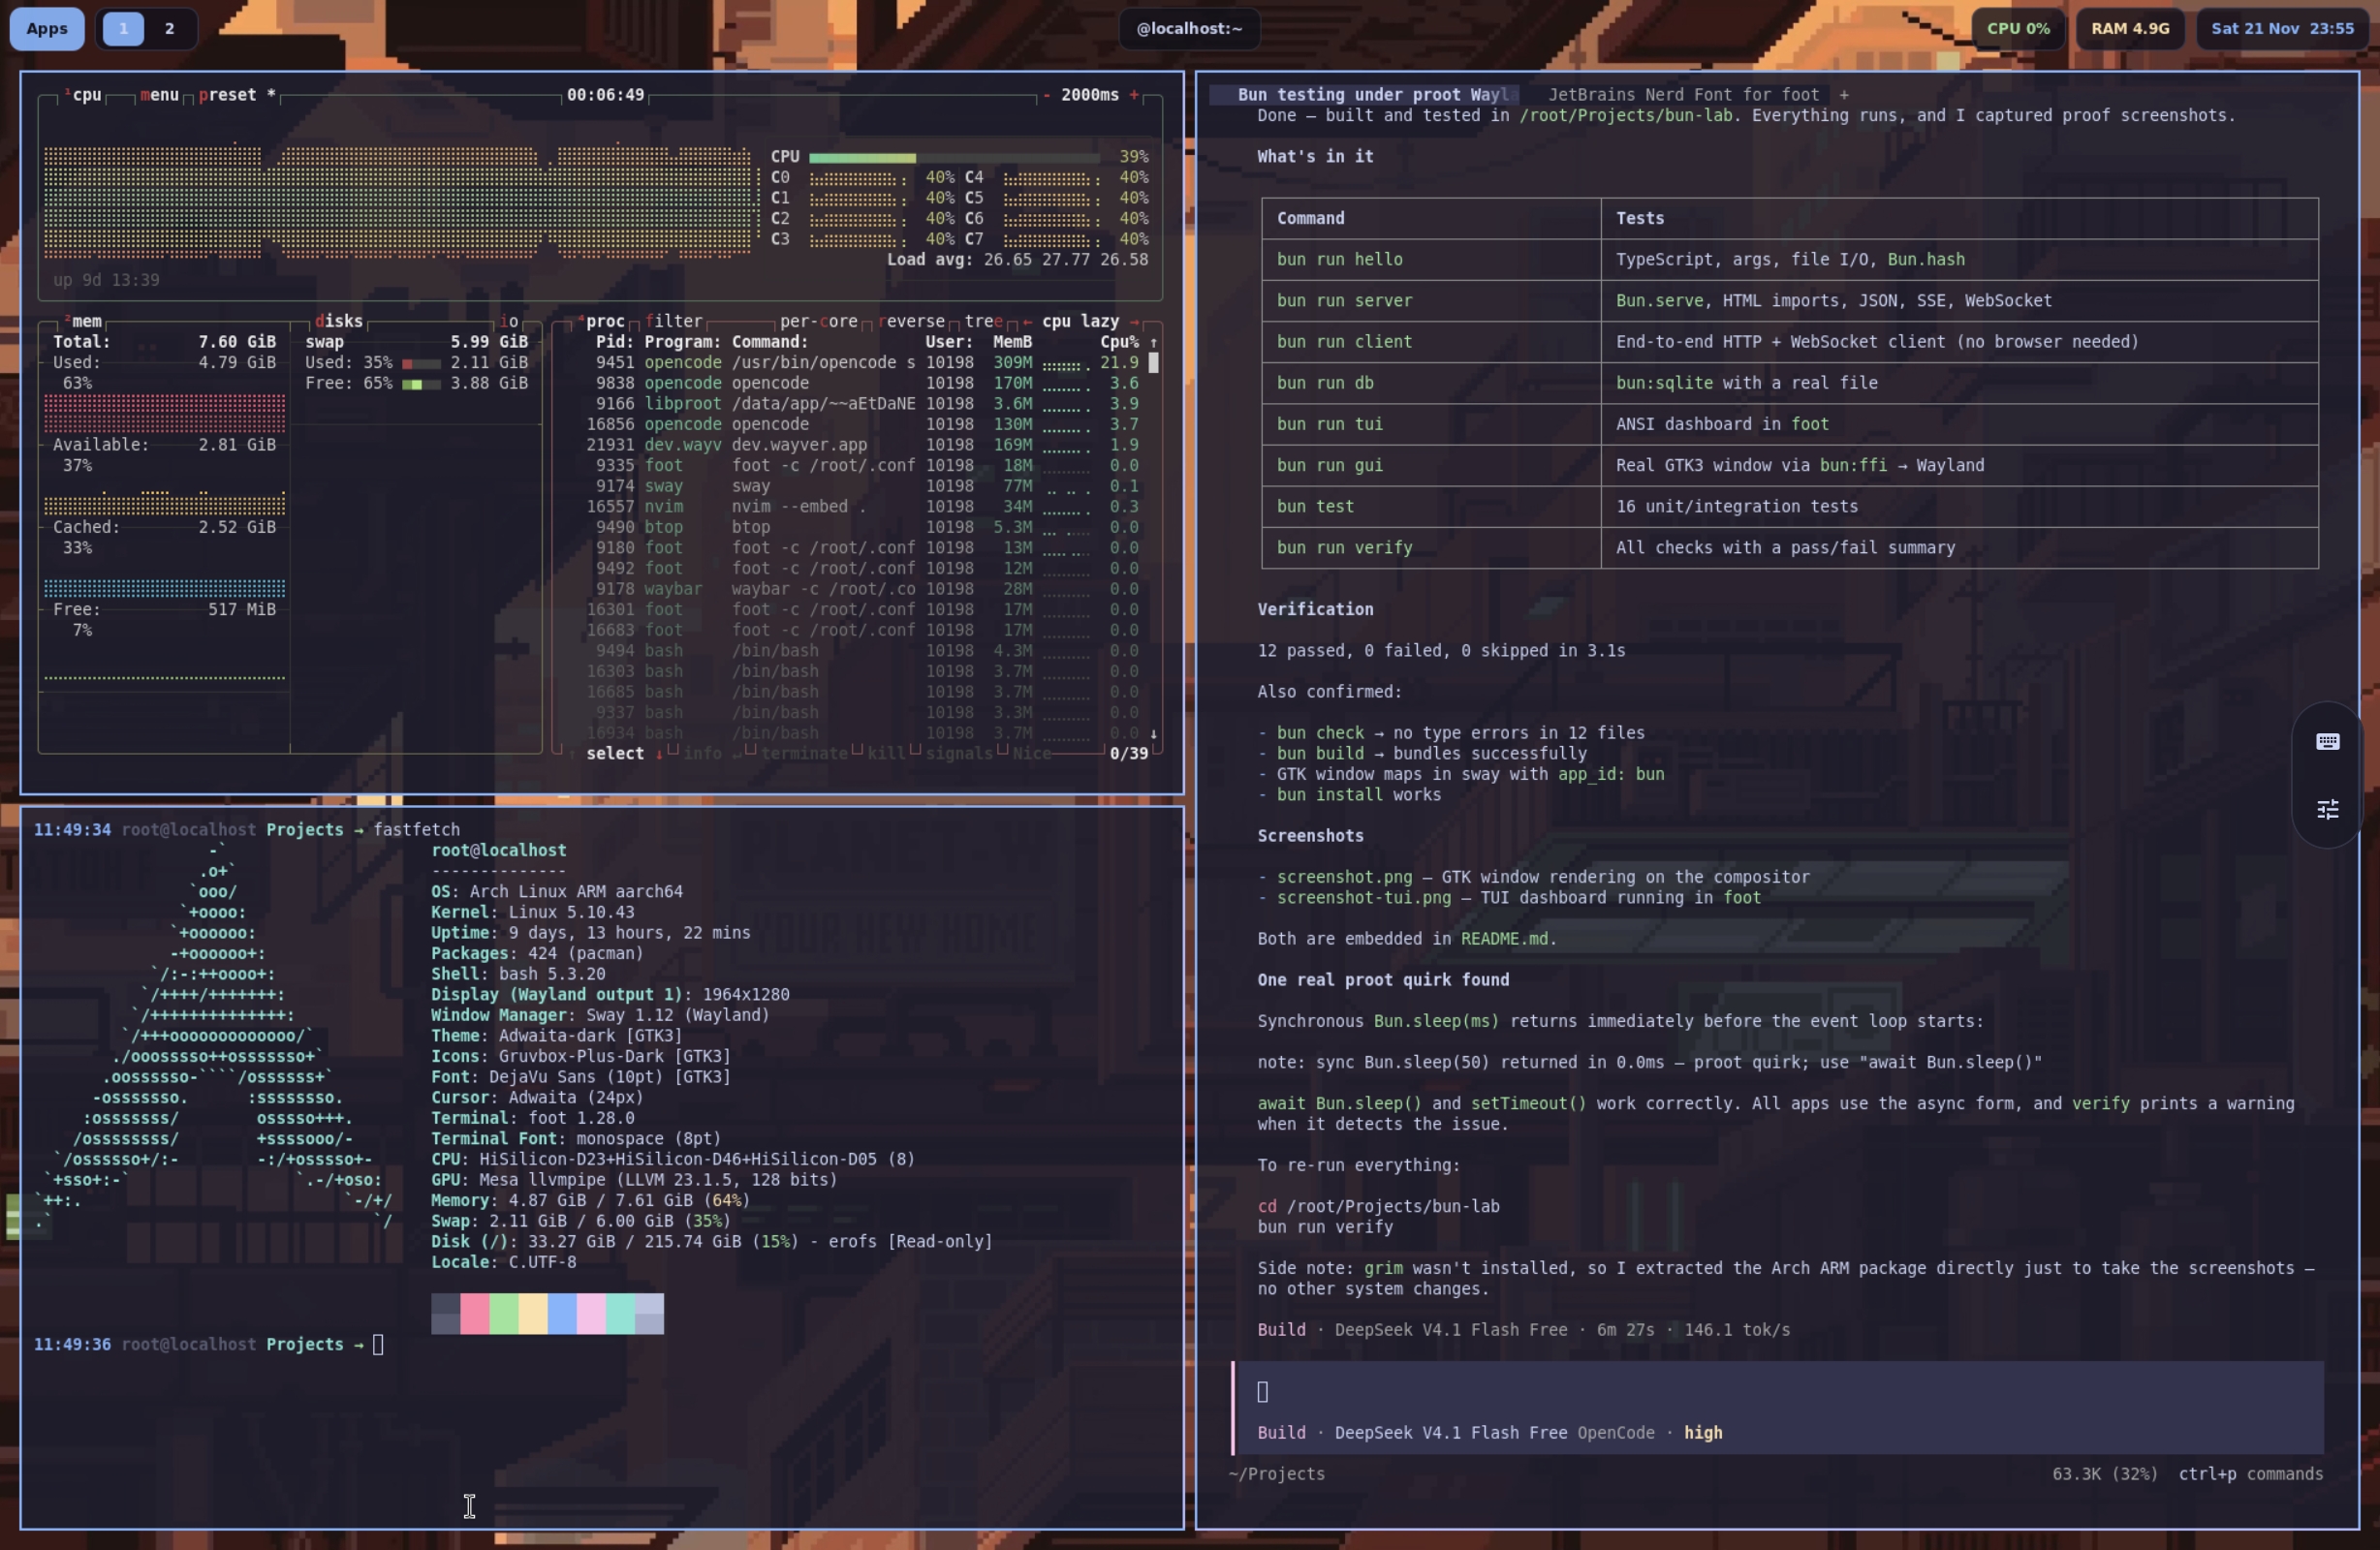 Apps 1 2 @localhost:~ CPU 0% RAM 4.9G Sat 21 Nov 23:55
¹cpu menu preset * 00:06:49 - 2000ms +
CPU 39%
C0 40% C4 40%
C1 40% C5 40%
C2 40% C6 40%
C3 40% C7 40%
Load avg: 26.65 27.77 26.58
up 9d 13:39
²mem disks io
Total: 7.60 GiB swap 5.99 GiB
Used: 4.79 GiB Used: 35% 2.11 GiB
63% Free: 65% 3.88 GiB
Available: 2.81 GiB
37%
Cached: 2.52 GiB
33%
Free: 517 MiB
7%
⁴proc filter per-core reverse tree ← cpu lazy →
Pid: Program: Command: User: MemB Cpu% ↑
9451 opencode /usr/bin/opencode s 10198 309M 21.9
9838 opencode opencode 10198 170M 3.6
9166 libproot /data/app/~~aEtDaNE 10198 3.6M 3.9
16856 opencode opencode 10198 130M 3.7
21931 dev.wayv dev.wayver.app 10198 169M 1.9
9335 foot foot -c /root/.conf 10198 18M 0.0
9174 sway sway 10198 77M 0.1
16557 nvim nvim --embed . 10198 34M 0.3
9490 btop btop 10198 5.3M 0.0
9180 foot foot -c /root/.conf 10198 13M 0.0
9492 foot foot -c /root/.conf 10198 12M 0.0
9178 waybar waybar -c /root/.co 10198 28M 0.0
16301 foot foot -c /root/.conf 10198 17M 0.0
16683 foot foot -c /root/.conf 10198 17M 0.0
9494 bash /bin/bash 10198 4.3M 0.0
16303 bash /bin/bash 10198 3.7M 0.0
16685 bash /bin/bash 10198 3.7M 0.0
9337 bash /bin/bash 10198 3.3M 0.0
16934 bash /bin/bash 10198 3.7M 0.0 ↓
↑ select ↓ info ↵ terminate kill signals Nice 0/39
11:49:34 root@localhost Projects → fastfetch
-`
.o+`
`ooo/
`+oooo:
`+oooooo:
-+oooooo+:
`/:-:++oooo+:
`/++++/+++++++:
`/++++++++++++++:
`/+++ooooooooooooo/`
./ooosssso++osssssso+`
.oossssso-````/ossssss+`
-osssssso. :ssssssso.
:osssssss/ osssso+++.
/ossssssss/ +ssssooo/-
`/ossssso+/:- -:/+osssso+-
`+sso+:-` `.-/+oso:
`++:. `-/+/
.` `/
root@localhost
--------------
OS: Arch Linux ARM aarch64
Kernel: Linux 5.10.43
Uptime: 9 days, 13 hours, 22 mins
Packages: 424 (pacman)
Shell: bash 5.3.20
Display (Wayland output 1): 1964x1280
Window Manager: Sway 1.12 (Wayland)
Theme: Adwaita-dark [GTK3]
Icons: Gruvbox-Plus-Dark [GTK3]
Font: DejaVu Sans (10pt) [GTK3]
Cursor: Adwaita (24px)
Terminal: foot 1.28.0
Terminal Font: monospace (8pt)
CPU: HiSilicon-D23+HiSilicon-D46+HiSilicon-D05 (8)
GPU: Mesa llvmpipe (LLVM 23.1.5, 128 bits)
Memory: 4.87 GiB / 7.61 GiB (64%)
Swap: 2.11 GiB / 6.00 GiB (35%)
Disk (/): 33.27 GiB / 215.74 GiB (15%) - erofs [Read-only]
Locale: C.UTF-8
11:49:36 root@localhost Projects →
YOUR NEW HOME
Bun testing under proot Wayl JetBrains Nerd Font for foot +
Done — built and tested in /root/Projects/bun-lab. Everything runs, and I captured proof screenshots.
What's in it
Command Tests
bun run hello TypeScript, args, file I/O, Bun.hash
bun run server Bun.serve, HTML imports, JSON, SSE, WebSocket
bun run client End-to-end HTTP + WebSocket client (no browser needed)
bun run db bun:sqlite with a real file
bun run tui ANSI dashboard in foot
bun run gui Real GTK3 window via bun:ffi → Wayland
bun test 16 unit/integration tests
bun run verify All checks with a pass/fail summary
Verification
12 passed, 0 failed, 0 skipped in 3.1s
Also confirmed:
- bun check → no type errors in 12 files
- bun build → bundles successfully
- GTK window maps in sway with app_id: bun
- bun install works
Screenshots
- screenshot.png — GTK window rendering on the compositor
- screenshot-tui.png — TUI dashboard running in foot
Both are embedded in README.md.
One real proot quirk found
Synchronous Bun.sleep(ms) returns immediately before the event loop starts:
note: sync Bun.sleep(50) returned in 0.0ms — proot quirk; use "await Bun.sleep()"
await Bun.sleep() and setTimeout() work correctly. All apps use the async form, and verify prints a warning
when it detects the issue.
To re-run everything:
cd /root/Projects/bun-lab
bun run verify
Side note: grim wasn't installed, so I extracted the Arch ARM package directly just to take the screenshots —
no other system changes.
Build · DeepSeek V4.1 Flash Free · 6m 27s · 146.1 tok/s
Build · DeepSeek V4.1 Flash Free OpenCode · high
~/Projects 63.3K (32%) ctrl+p commands